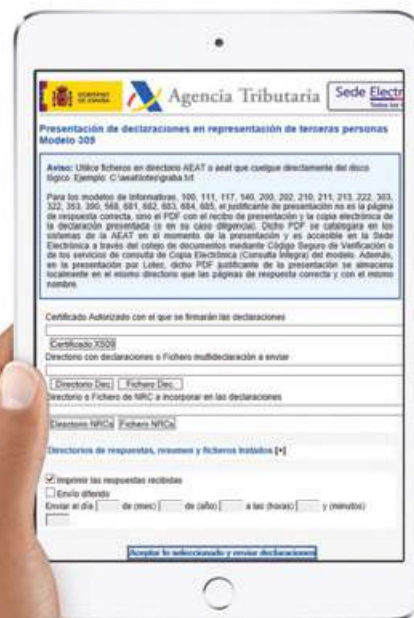 GOBIERNO
DE ESPAÑA
Agencia Tributaria
Sede Electr
Todos los
Presentación de declaraciones en representación de terceras personas
Modelo 309
Aviso: Utilice ficheros en directorio AEAT o aeat que cuelgue directamente del disco
lógico. Ejemplo: C:\aeat\lotes\graba.txt
Para los modelos de Informativas, 100, 111, 117, 140, 200, 202, 210, 211, 213, 222, 303,
322, 353, 390, 568, 681, 682, 683, 684, 685, el justificante de presentación no es la página
de respuesta correcta, sino el PDF con el recibo de presentación y la copia electrónica de
la declaración presentada (o en su caso diligencia). Dicho PDF se catalogara en los
sistemas de la AEAT en el momento de la presentación y es accesible en la Sede
Electrónica a través del cotejo de documentos mediante Código Seguro de Verificación o
de los servicios de consulta de Copia Electrónica (Consulta Integra) del modelo. Además,
en la presentación por Lotes, dicho PDF justificante de la presentación se almacena
localmente en el mismo directorio que las páginas de respuesta correcta y con el mismo
nombre.
Certificado Autorizado con el que se firmarán las declaraciones
Certificado X509
Directorio con declaraciones o Fichero multideclaración a enviar
Directorio Dec. Fichero Dec.
Directorio o Fichero de NRC a incorporar en las declaraciones
Directorio NRCs Fichero NRCs
Directorios de respuestas, resumen y ficheros tratados [+]
Imprimir las respuestas recibidas
Envío diferido
Enviar el día de (mes) de (año) a las (horas) y (minutos)
Aceptar lo seleccionado y enviar declaraciones